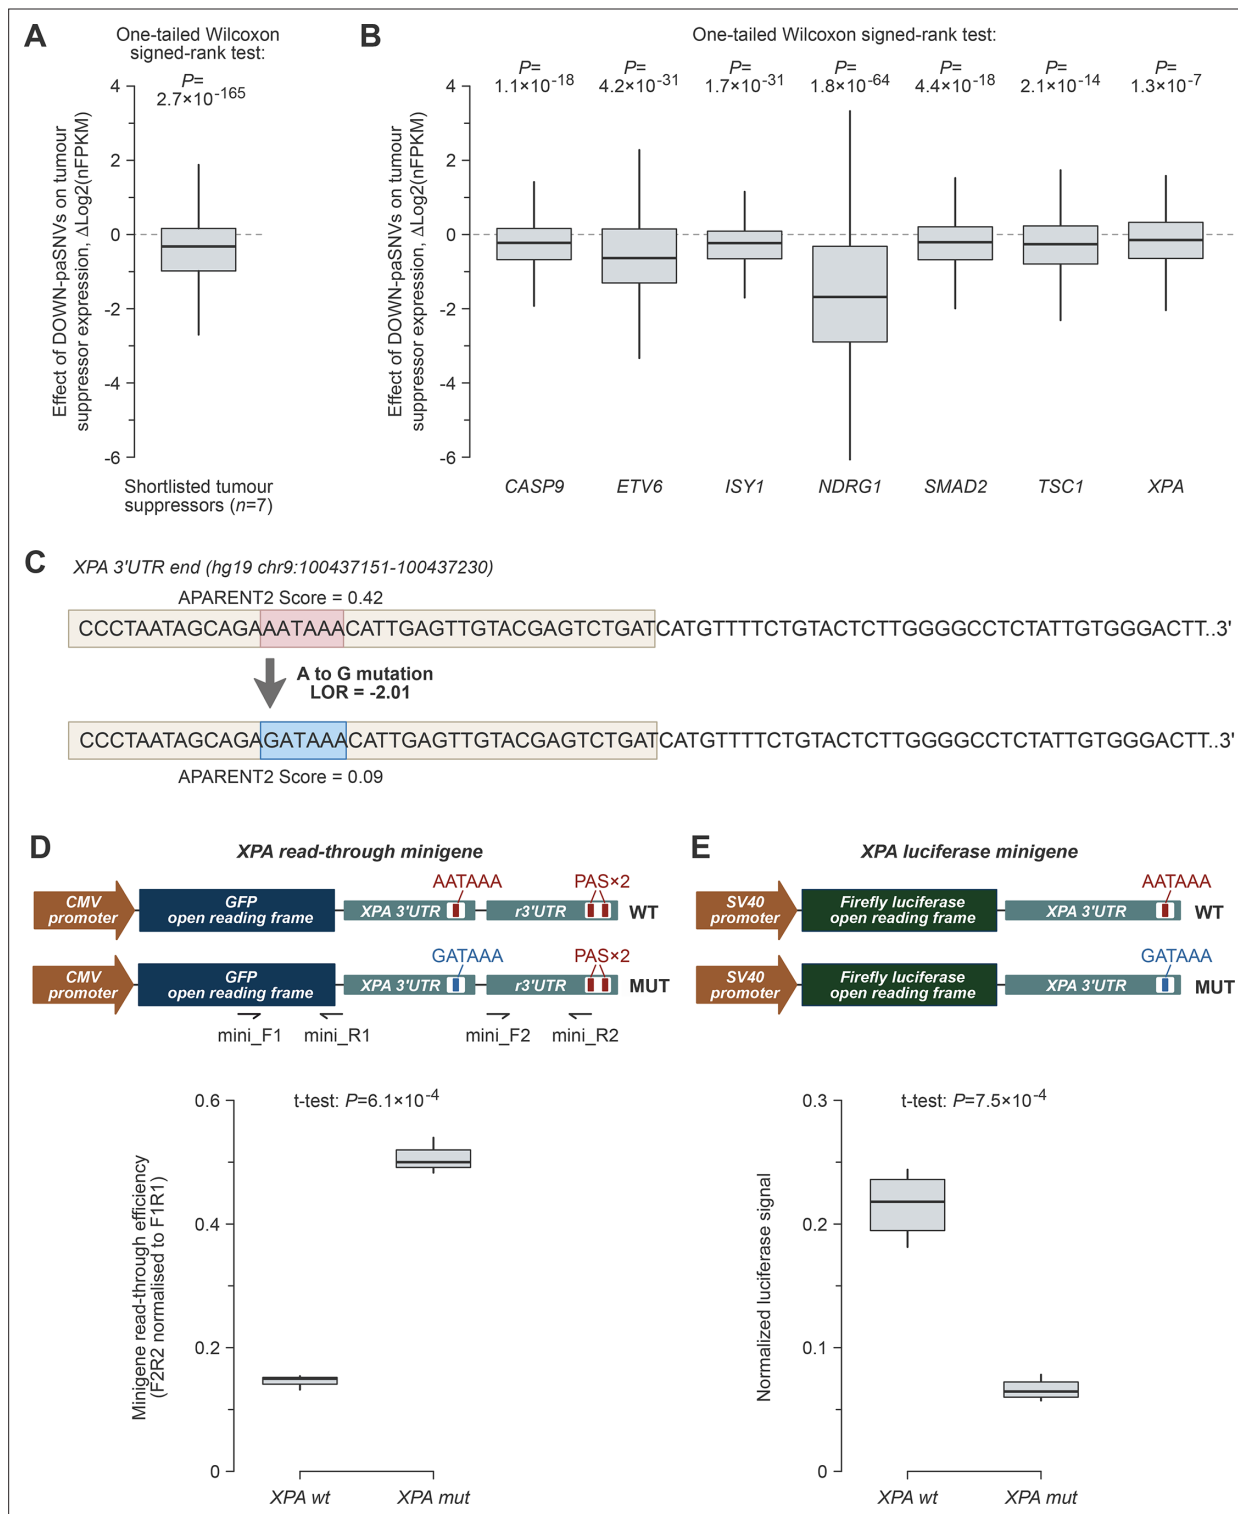 A
One-tailed Wilcoxon
signed-rank test:
P=
2.7×10-165
Effect of DOWN-paSNVs on tumour
suppressor expression, ΔLog2(nFPKM)
4
2
0
-2
-4
-6
Shortlisted tumour
suppressors (n=7)
B
One-tailed Wilcoxon signed-rank test:
P= P= P= P= P= P= P=
1.1×10-18 4.2×10-31 1.7×10-31 1.8×10-64 4.4×10-18 2.1×10-14 1.3×10-7
Effect of DOWN-paSNVs on tumour
suppressor expression, ΔLog2(nFPKM)
4
2
0
-2
-4
-6
CASP9 ETV6 ISY1 NDRG1 SMAD2 TSC1 XPA
C
XPA 3'UTR end (hg19 chr9:100437151-100437230)
APARENT2 Score = 0.42
CCCTAATAGCAGAAATAAACATTGAGTTGTACGAGTCTGATCATGTTTTCTGTACTCTTGGGGCCTCTATTGTGGGACTT..3'
A to G mutation
LOR = -2.01
CCCTAATAGCAGAGATAAACATTGAGTTGTACGAGTCTGATCATGTTTTCTGTACTCTTGGGGCCTCTATTGTGGGACTT..3'
APARENT2 Score = 0.09
D
XPA read-through minigene
AATAAA PAS×2
CMV
promoter
GFP
open reading frame
XPA 3'UTR
r3'UTR
WT
GATAAA PAS×2
CMV
promoter
GFP
open reading frame
XPA 3'UTR
r3'UTR
MUT
mini_F1 mini_R1 mini_F2 mini_R2
t-test: P=6.1×10-4
Minigene read-through efficiency
(F2R2 normalised to F1R1)
0.6
0.4
0.2
0
XPA wt XPA mut
E
XPA luciferase minigene
AATAAA
SV40
promoter
Firefly luciferase
open reading frame
XPA 3'UTR
WT
GATAAA
SV40
promoter
Firefly luciferase
open reading frame
XPA 3'UTR
MUT
t-test: P=7.5×10-4
Normalized luciferase signal
0.3
0.2
0.1
0
XPA wt XPA mut